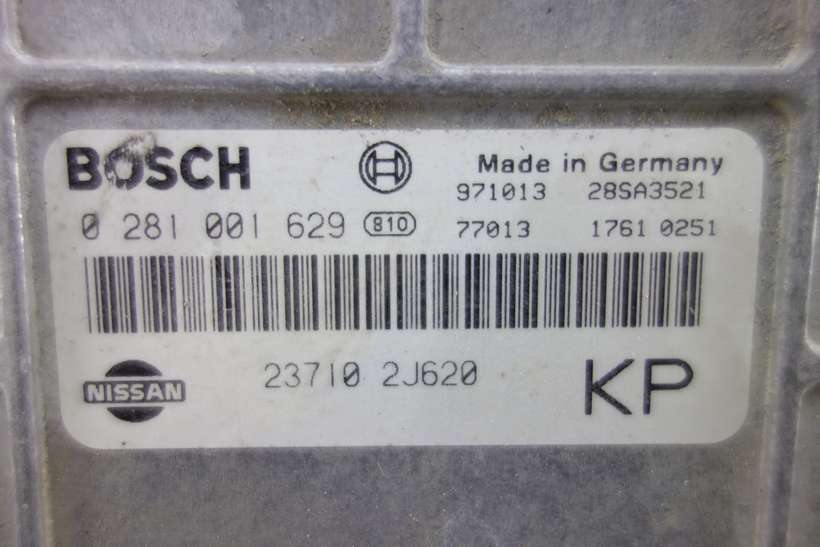 BOSCH Made in Germany
971013 28SA3521
0 281 001 629 810 77013 1761 0251
NISSAN 23710 2J620 KP